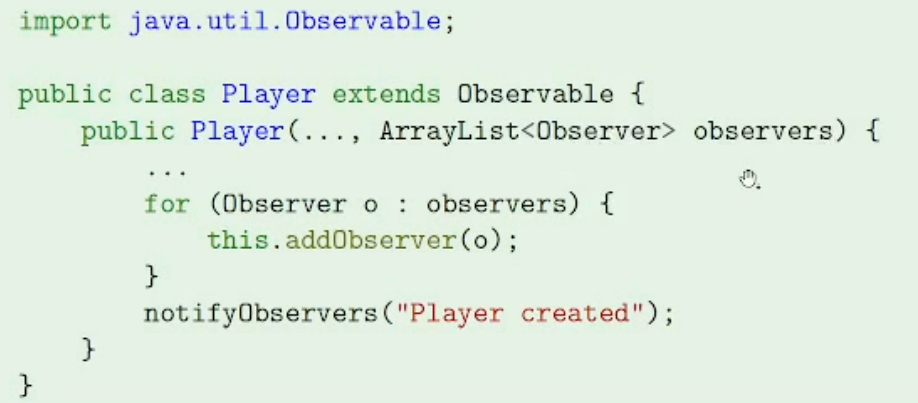 import java.util.Observable;
public class Player extends Observable {
public Player(..., ArrayList<Observer> observers) {
...
for (Observer o : observers) {
this.addObserver(o);
}
notifyObservers("Player created");
}
}